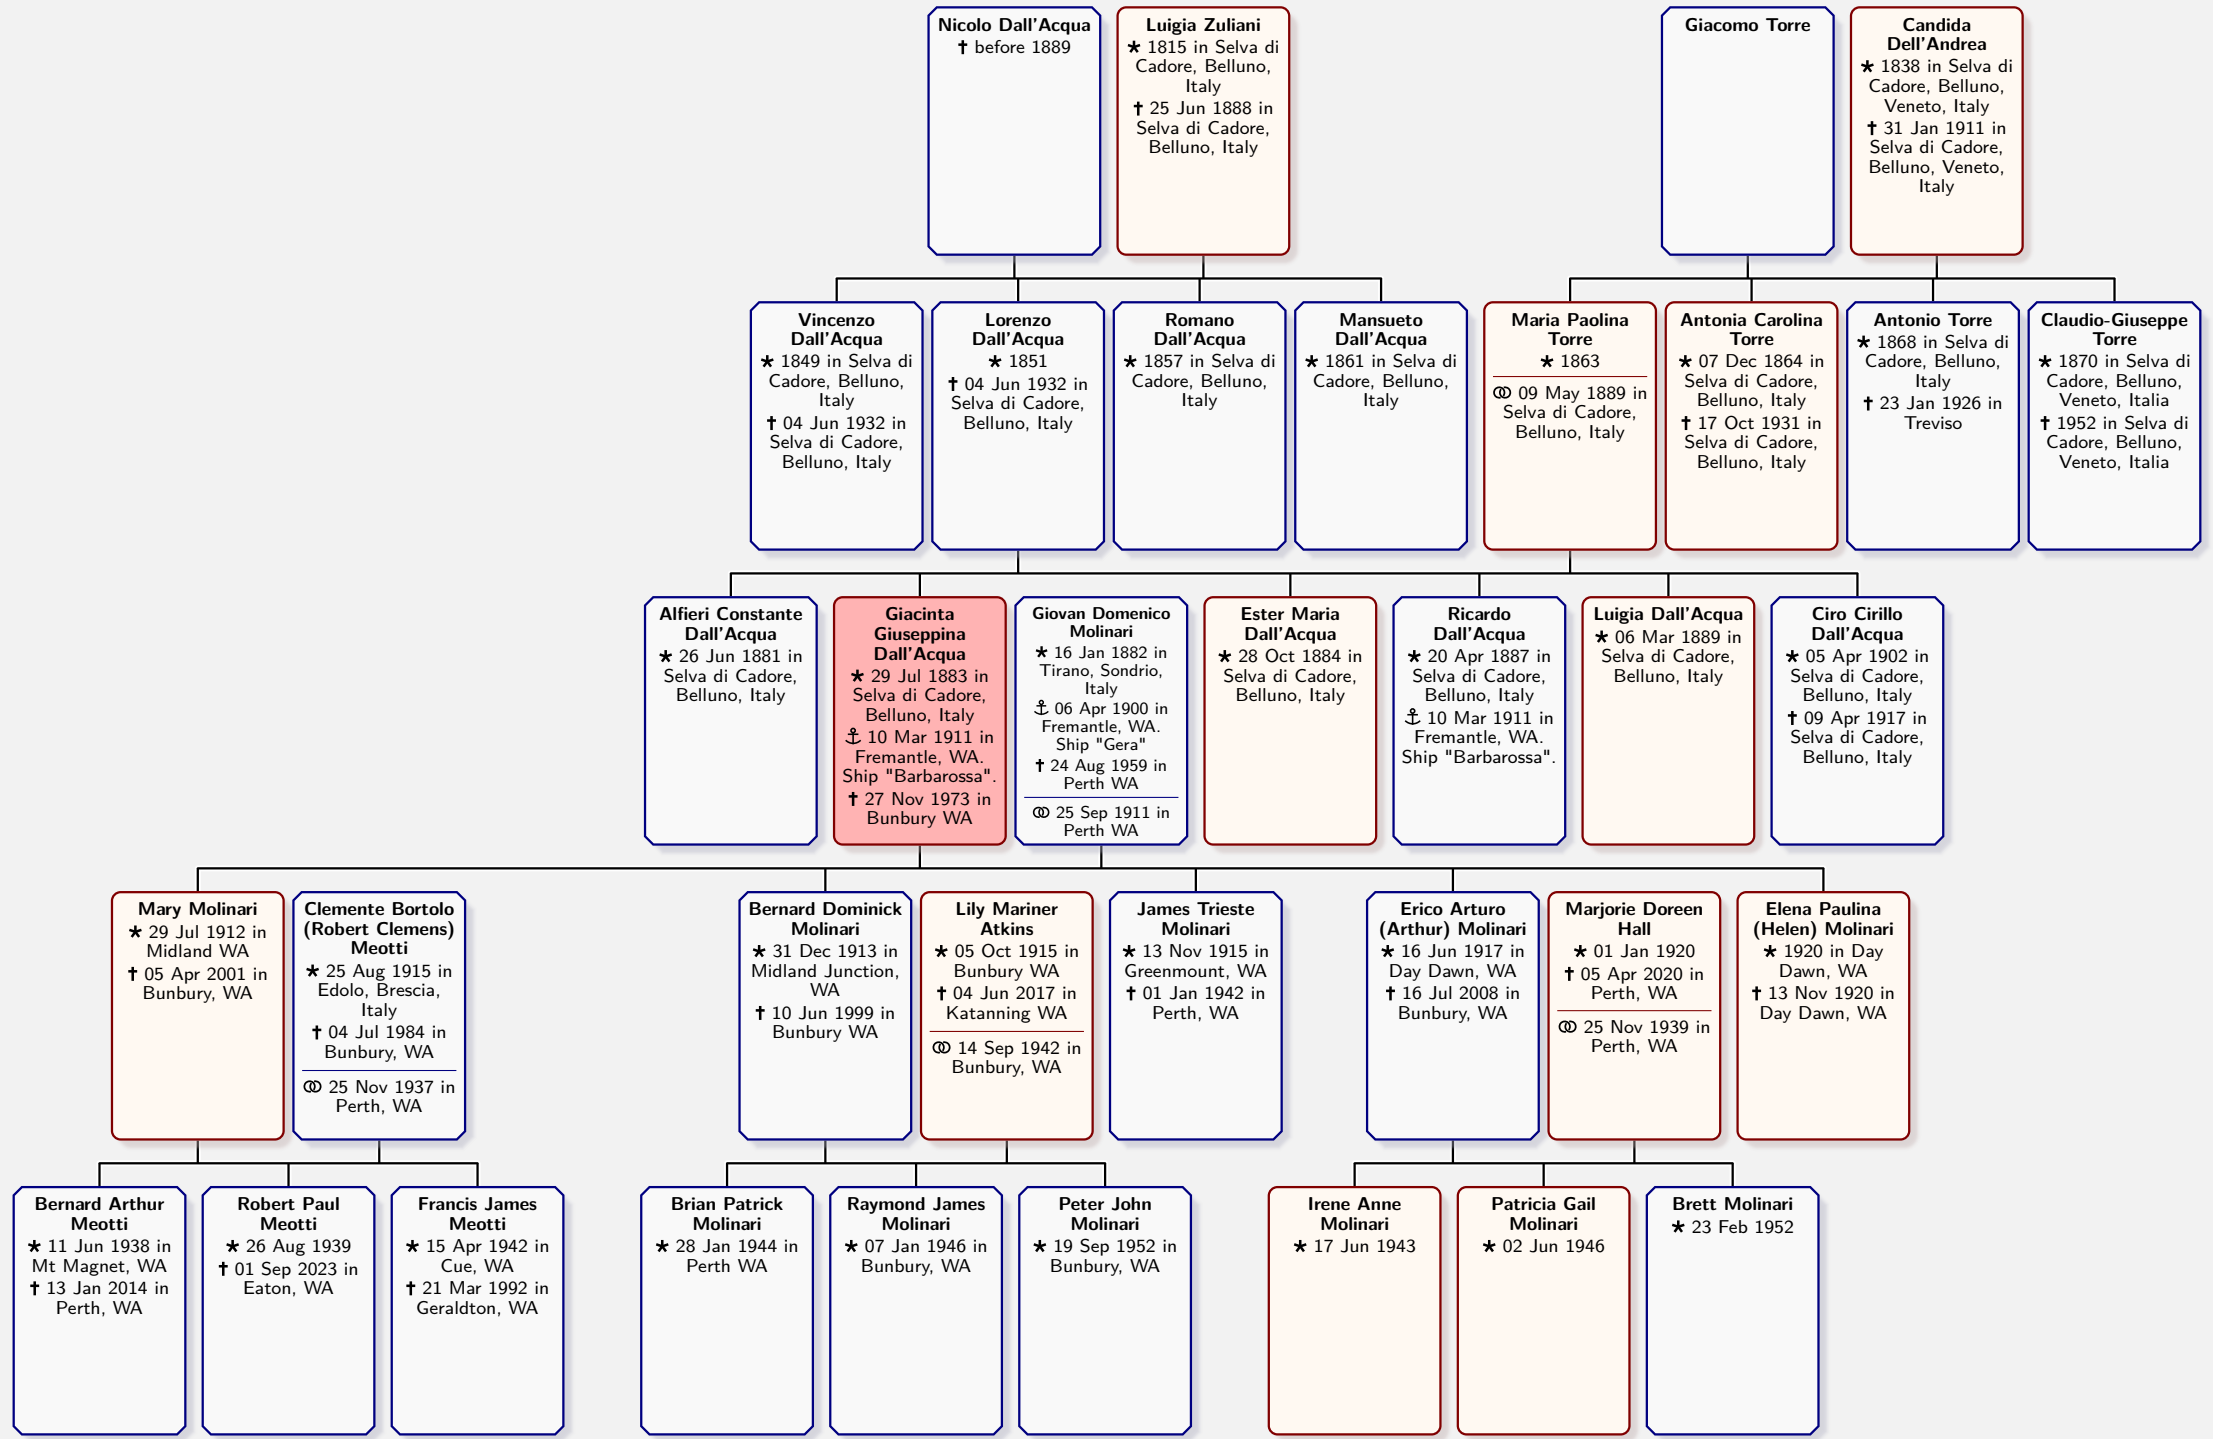 Nicolo Dall'Acqua
✝ before 1889
Luigia Zuliani
★ 1815 in Selva di
Cadore, Belluno,
Italy
✝ 25 Jun 1888 in
Selva di Cadore,
Belluno, Italy
Giacomo Torre
Candida
Dell'Andrea
★ 1838 in Selva di
Cadore, Belluno,
Veneto, Italy
✝ 31 Jan 1911 in
Selva di Cadore,
Belluno, Veneto,
Italy
Vincenzo
Dall'Acqua
★ 1849 in Selva di
Cadore, Belluno,
Italy
✝ 04 Jun 1932 in
Selva di Cadore,
Belluno, Italy
Lorenzo
Dall'Acqua
★ 1851
✝ 04 Jun 1932 in
Selva di Cadore,
Belluno, Italy
Romano
Dall'Acqua
★ 1857 in Selva di
Cadore, Belluno,
Italy
Mansueto
Dall'Acqua
★ 1861 in Selva di
Cadore, Belluno,
Italy
Maria Paolina
Torre
★ 1863
⚭ 09 May 1889 in
Selva di Cadore,
Belluno, Italy
Antonia Carolina
Torre
★ 07 Dec 1864 in
Selva di Cadore,
Belluno, Italy
✝ 17 Oct 1931 in
Selva di Cadore,
Belluno, Italy
Antonio Torre
★ 1868 in Selva di
Cadore, Belluno,
Italy
✝ 23 Jan 1926 in
Treviso
Claudio-Giuseppe
Torre
★ 1870 in Selva di
Cadore, Belluno,
Veneto, Italia
✝ 1952 in Selva di
Cadore, Belluno,
Veneto, Italia
Alfieri Constante
Dall'Acqua
★ 26 Jun 1881 in
Selva di Cadore,
Belluno, Italy
Giacinta
Giuseppina
Dall'Acqua
★ 29 Jul 1883 in
Selva di Cadore,
Belluno, Italy
⚓ 10 Mar 1911 in
Fremantle, WA.
Ship "Barbarossa".
✝ 27 Nov 1973 in
Bunbury WA
Giovan Domenico
Molinari
★ 16 Jan 1882 in
Tirano, Sondrio,
Italy
⚓ 06 Apr 1900 in
Fremantle, WA.
Ship "Gera"
✝ 24 Aug 1959 in
Perth WA
⚭ 25 Sep 1911 in
Perth WA
Ester Maria
Dall'Acqua
★ 28 Oct 1884 in
Selva di Cadore,
Belluno, Italy
Ricardo
Dall'Acqua
★ 20 Apr 1887 in
Selva di Cadore,
Belluno, Italy
⚓ 10 Mar 1911 in
Fremantle, WA.
Ship "Barbarossa".
Luigia Dall'Acqua
★ 06 Mar 1889 in
Selva di Cadore,
Belluno, Italy
Ciro Cirillo
Dall'Acqua
★ 05 Apr 1902 in
Selva di Cadore,
Belluno, Italy
✝ 09 Apr 1917 in
Selva di Cadore,
Belluno, Italy
Mary Molinari
★ 29 Jul 1912 in
Midland WA
✝ 05 Apr 2001 in
Bunbury, WA
Clemente Bortolo
(Robert Clemens)
Meotti
★ 25 Aug 1915 in
Edolo, Brescia,
Italy
✝ 04 Jul 1984 in
Bunbury, WA
⚭ 25 Nov 1937 in
Perth, WA
Bernard Dominick
Molinari
★ 31 Dec 1913 in
Midland Junction,
WA
✝ 10 Jun 1999 in
Bunbury WA
Lily Mariner
Atkins
★ 05 Oct 1915 in
Bunbury WA
✝ 04 Jun 2017 in
Katanning WA
⚭ 14 Sep 1942 in
Bunbury, WA
James Trieste
Molinari
★ 13 Nov 1915 in
Greenmount, WA
✝ 01 Jan 1942 in
Perth, WA
Erico Arturo
(Arthur) Molinari
★ 16 Jun 1917 in
Day Dawn, WA
✝ 16 Jul 2008 in
Bunbury, WA
Marjorie Doreen
Hall
★ 01 Jan 1920
✝ 05 Apr 2020 in
Perth, WA
⚭ 25 Nov 1939 in
Perth, WA
Elena Paulina
(Helen) Molinari
★ 1920 in Day
Dawn, WA
✝ 13 Nov 1920 in
Day Dawn, WA
Bernard Arthur
Meotti
★ 11 Jun 1938 in
Mt Magnet, WA
✝ 13 Jan 2014 in
Perth, WA
Robert Paul
Meotti
★ 26 Aug 1939
✝ 01 Sep 2023 in
Eaton, WA
Francis James
Meotti
★ 15 Apr 1942 in
Cue, WA
✝ 21 Mar 1992 in
Geraldton, WA
Brian Patrick
Molinari
★ 28 Jan 1944 in
Perth WA
Raymond James
Molinari
★ 07 Jan 1946 in
Bunbury, WA
Peter John
Molinari
★ 19 Sep 1952 in
Bunbury, WA
Irene Anne
Molinari
★ 17 Jun 1943
Patricia Gail
Molinari
★ 02 Jun 1946
Brett Molinari
★ 23 Feb 1952